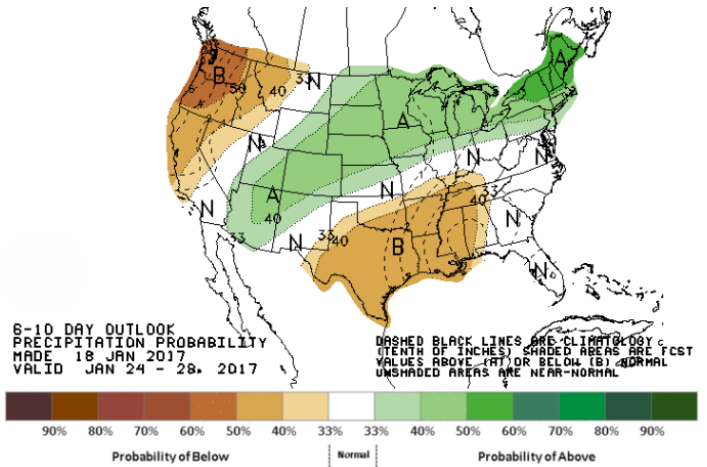 B
50
40
33
N
A
A
N
A
N
N
N
A
40
N
33
N
33
40
B
33
40
N
N
6-10 DAY OUTLOOK
PRECIPITATION PROBABILITY
MADE 18 JAN 2017
VALID JAN 24 - 28, 2017
DASHED BLACK LINES ARE CLIMATOLOGY
(TENTH OF INCHES) SHADED AREAS ARE FCST
VALUES ABOVE (A) OR BELOW (B) NORMAL
UNSHADED AREAS ARE NEAR-NORMAL
90% 80% 70% 60% 50% 40% 33% 33% 40% 50% 60% 70% 80% 90%
Probability of Below Normal Probability of Above